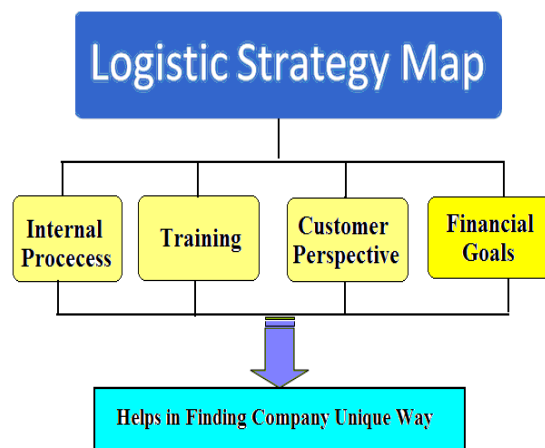 Logistic Strategy Map
Internal
Procecess
Training
Customer
Perspective
Financial
Goals
Helps in Finding Company Unique Way